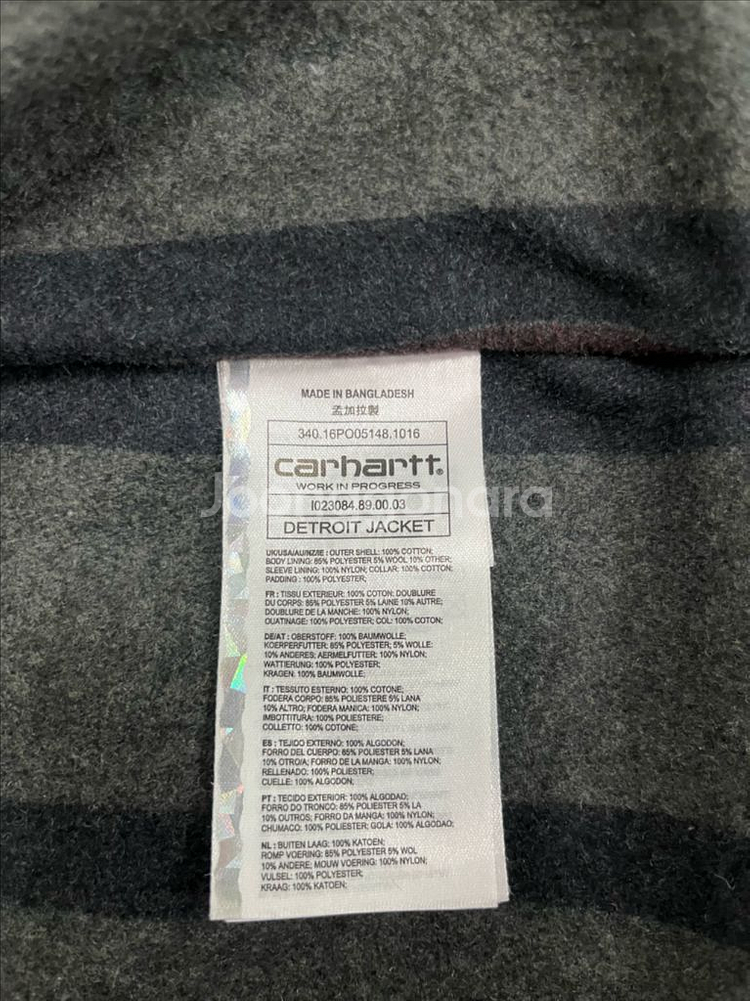 MADE IN BANGLADESH
孟加拉製
340.16PO05148.1016
carhartt®
WORK IN PROGRESS
I023084.89.00.03
DETROIT JACKET
UK/USA/AU/NZ/IE : OUTER SHELL: 100% COTTON;
BODY LINING: 85% POLYESTER 5% WOOL 10% OTHER;
SLEEVE LINING: 100% NYLON; COLLAR: 100% COTTON;
PADDING : 100% POLYESTER;
FR : TISSU EXTERIEUR: 100% COTON; DOUBLURE
DU CORPS: 85% POLYESTER 5% LAINE 10% AUTRE;
DOUBLURE DE LA MANCHE: 100% NYLON;
OUATINAGE: 100% POLYESTER; COL: 100% COTON;
DE/AT : OBERSTOFF: 100% BAUMWOLLE;
KOERPERFUTTER: 85% POLYESTER; 5% WOLLE;
10% ANDERES; AERMELFUTTER: 100% NYLON;
WATTIERUNG: 100% POLYESTER;
KRAGEN: 100% BAUMWOLLE;
IT : TESSUTO ESTERNO: 100% COTONE;
FODERA CORPO: 85% POLIESTERE 5% LANA
10% ALTRO; FODERA MANICA: 100% NYLON;
IMBOTTITURA: 100% POLIESTERE;
COLLETTO: 100% COTONE;
ES : TEJIDO EXTERNO: 100% ALGODON;
FORRO DEL CUERPO: 85% POLIESTER 5% LANA
10% OTRO/A; FORRO DE LA MANGA: 100% NYLON;
RELLENADO: 100% POLIESTER;
CUELLE: 100% ALGODON;
PT : TECIDO EXTERIOR: 100% ALGODAO;
FORRO DO TRONCO: 85% POLIESTER 5% LA
10% OUTROS; FORRO DA MANGA: 100% NYLON;
CHUMACO: 100% POLIESTER; GOLA: 100% ALGODAO;
NL : BUITEN LAAG: 100% KATOEN;
ROMP VOERING: 85% POLYESTER 5% WOL
10% ANDERE; MOUW VOERING: 100% NYLON;
VULSEL: 100% POLYESTER;
KRAAG: 100% KATOEN;
Joonggonara